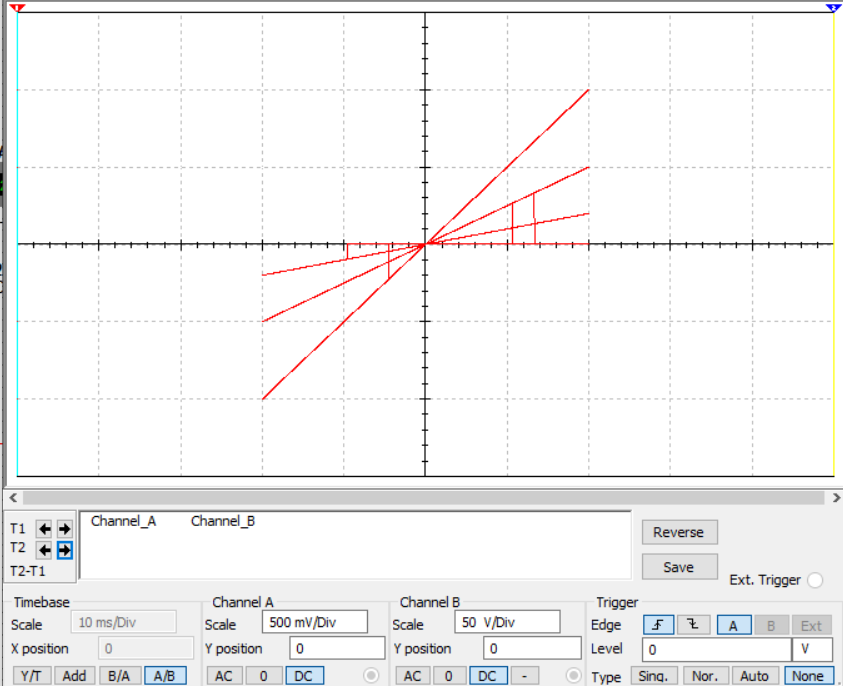 Channel_A Channel_B
T1
T2
T2-T1
Reverse
Save
Ext. Trigger
Timebase
Scale 10 ms/Div
X position 0
Y/T Add B/A A/B
Channel A
Scale 500 mV/Div
Y position 0
AC 0 DC
Channel B
Scale 50 V/Div
Y position 0
AC 0 DC -
Trigger
Edge A B Ext
Level 0 V
Type Sing. Nor. Auto None